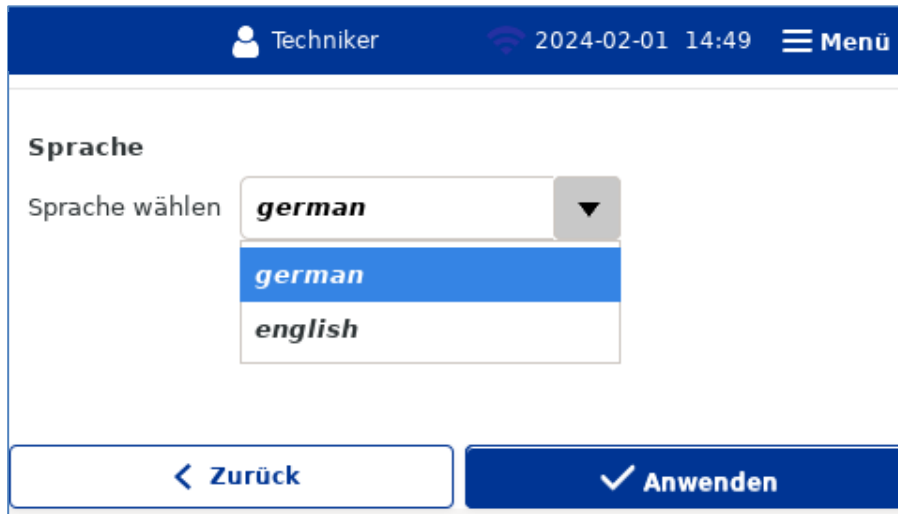 Techniker 2024-02-01 14:49 Menü
Sprache
Sprache wählen german
german
english
Zurück Anwenden